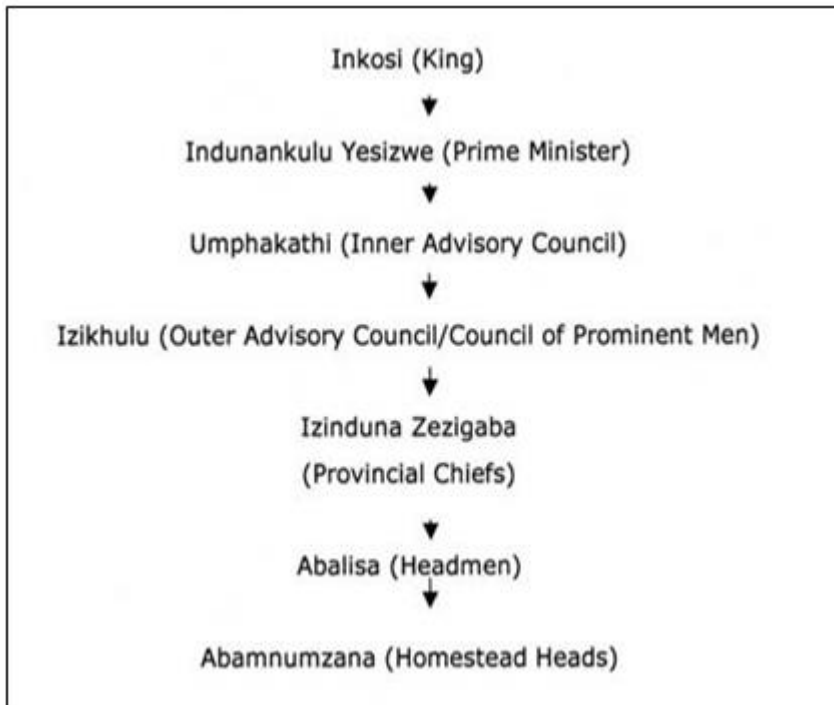 Inkosi (King)
Indunankulu Yesizwe (Prime Minister)
Umphakathi (Inner Advisory Council)
Izikhulu (Outer Advisory Council/Council of Prominent Men)
Izinduna Zezigaba
(Provincial Chiefs)
Abalisa (Headmen)
Abamnumzana (Homestead Heads)